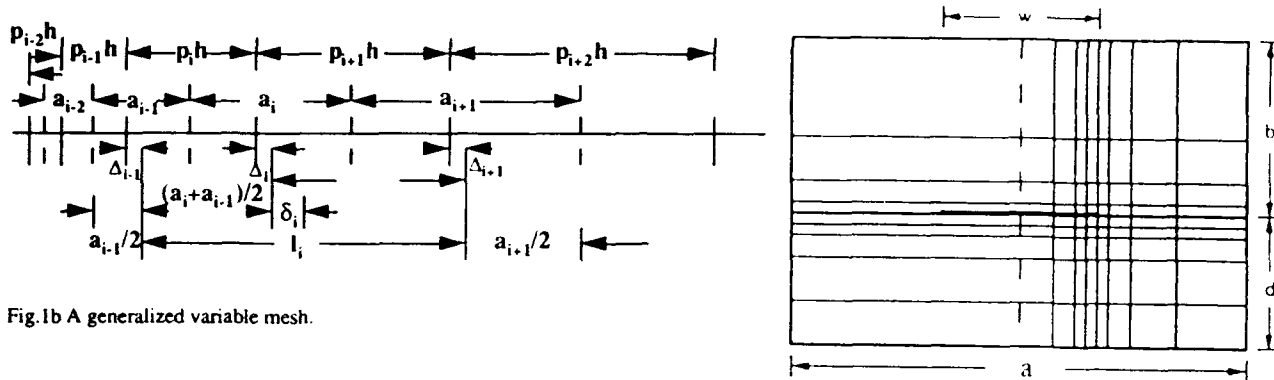 p_{i-2}h p_{i-1}h p_ih p_{i+1}h p_{i+2}h
a_{i-2} a_{i-1} a_i a_{i+1}
Δ_{i-1} Δ_i Δ_{i+1}
(a_i+a_{i-1})/2 δ_i
a_{i-1}/2 l_i a_{i+1}/2
Fig.1b A generalized variable mesh.
w
b
d
a